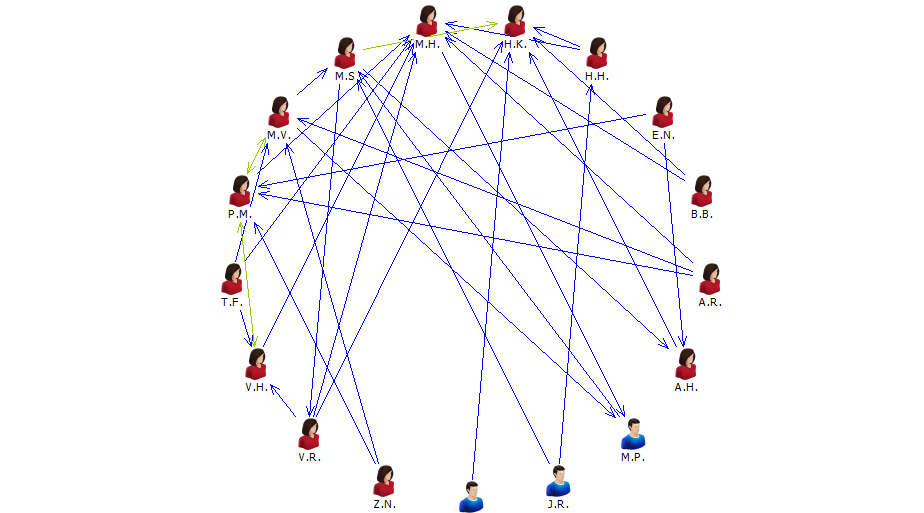 M.H.
H.K.
M.S
H.H.
M.V.
E.N.
P.M.
B.B.
T.F.
A.R.
V.H.
A.H.
V.R.
M.P.
Z.N.
J.R.